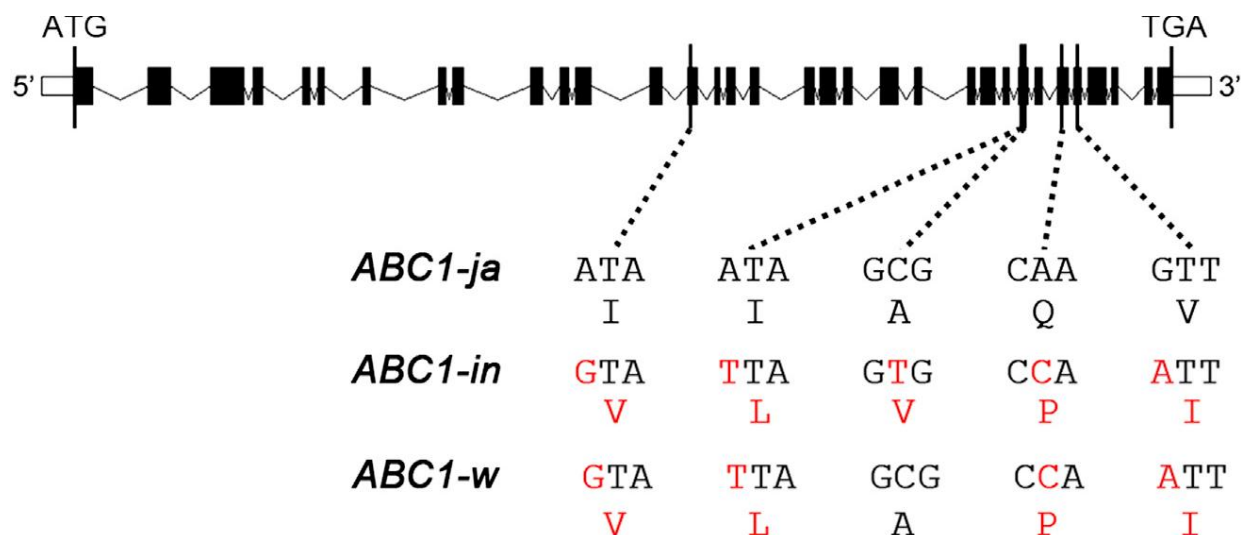 ATG TGA
5' 3'
ABC1-ja ATA ATA GCG CAA GTT
I I A Q V
ABC1-in GTA TTA GTG CCA ATT
V L V P I
ABC1-w GTA TTA GCG CCA ATT
V L A P I